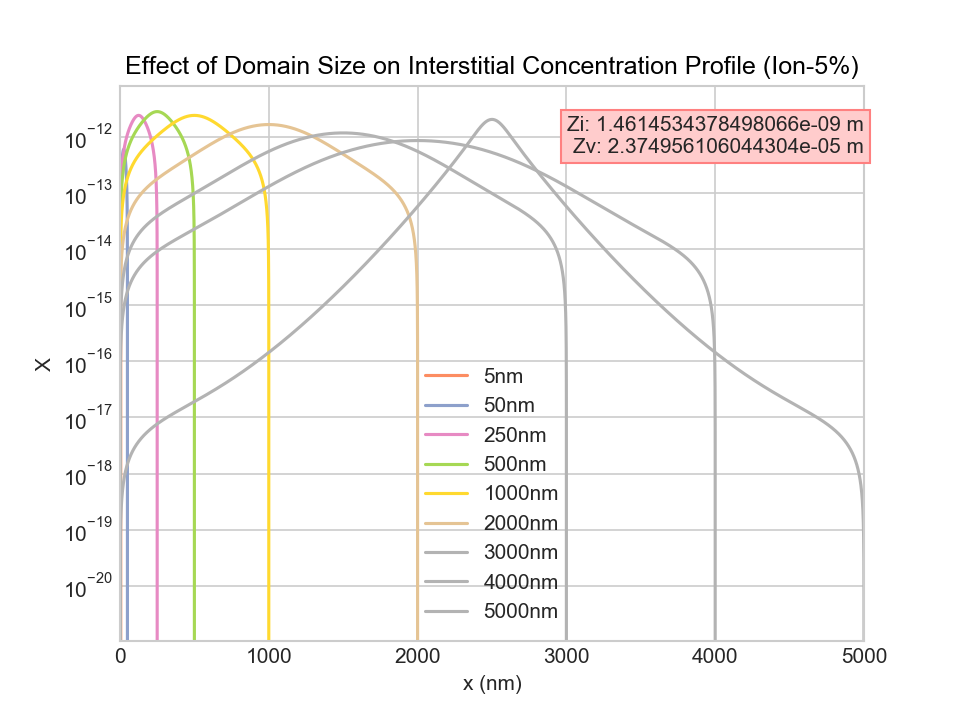 Effect of Domain Size on Interstitial Concentration Profile (Ion-5%)
Zi: 1.4614534378498066e-09 m
Zv: 2.374956106044304e-05 m
10^−12
10^−13
10^−14
10^−15
10^−16
10^−17
10^−18
10^−19
10^−20
X
5nm
50nm
250nm
500nm
1000nm
2000nm
3000nm
4000nm
5000nm
0 1000 2000 3000 4000 5000
x (nm)